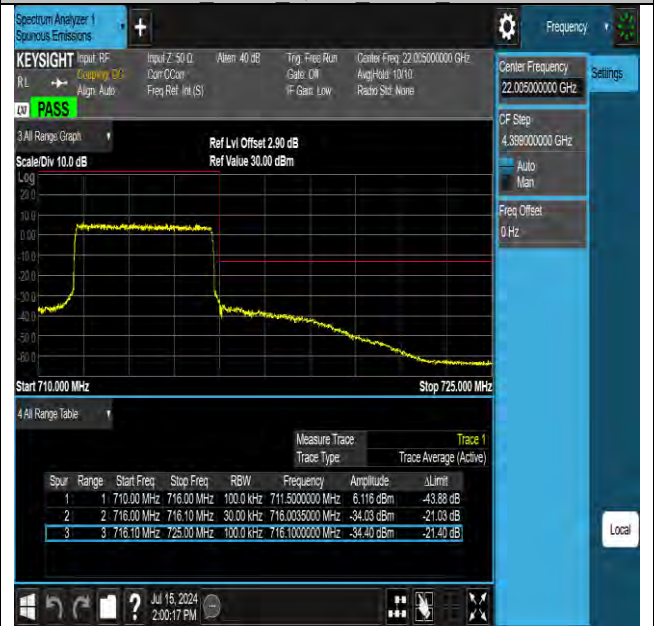 Spectrum Analyzer 1
Spurious Emissions
+
Frequency
KEYSIGHT Input: RF Input Z: 50 Ω Atten: 40 dB Trig: Free Run Center Freq: 22.005000000 GHz
RL Coupling: DC Corr CCorr Gate: Off Avg|Hold: 10/10
Align: Auto Freq Ref: Int (S) IF Gain: Low Radio Std: None
LXI PASS
Center Frequency
22.005000000 GHz
Settings
CF Step
4.399000000 GHz
Auto
Man
Freq Offset
0 Hz
3 All Range Graph
Ref Lvl Offset 2.90 dB
Scale/Div 10.0 dB Ref Value 30.00 dBm
Log
20.0
10.0
0.00
-10.0
-20.0
-30.0
-40.0
-50.0
-60.0
Start 710.000 MHz Stop 725.000 MHz
4 All Range Table
Measure Trace Trace 1
Trace Type Trace Average (Active)
Spur Range Start Freq Stop Freq RBW Frequency Amplitude ΔLimit
1 1 710.00 MHz 716.00 MHz 100.0 kHz 711.5000000 MHz 6.116 dBm -43.88 dB
2 2 716.00 MHz 716.10 MHz 30.00 kHz 716.0035000 MHz -34.03 dBm -21.03 dB
3 3 716.10 MHz 725.00 MHz 100.0 kHz 716.1000000 MHz -34.40 dBm -21.40 dB
Local
? Jul 15, 2024
2:00:17 PM